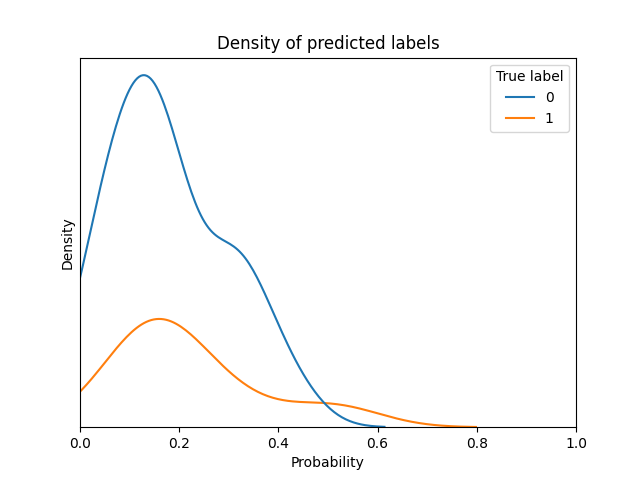 Density of predicted labels
True label
0
1
Density
0.0 0.2 0.4 0.6 0.8 1.0
Probability